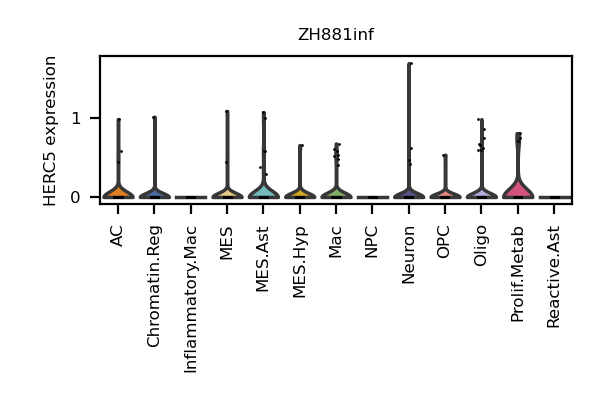 ZH881inf
HERC5 expression
1
0
AC
Chromatin.Reg
Inflammatory.Mac
MES
MES.Ast
MES.Hyp
Mac
NPC
Neuron
OPC
Oligo
Prolif.Metab
Reactive.Ast